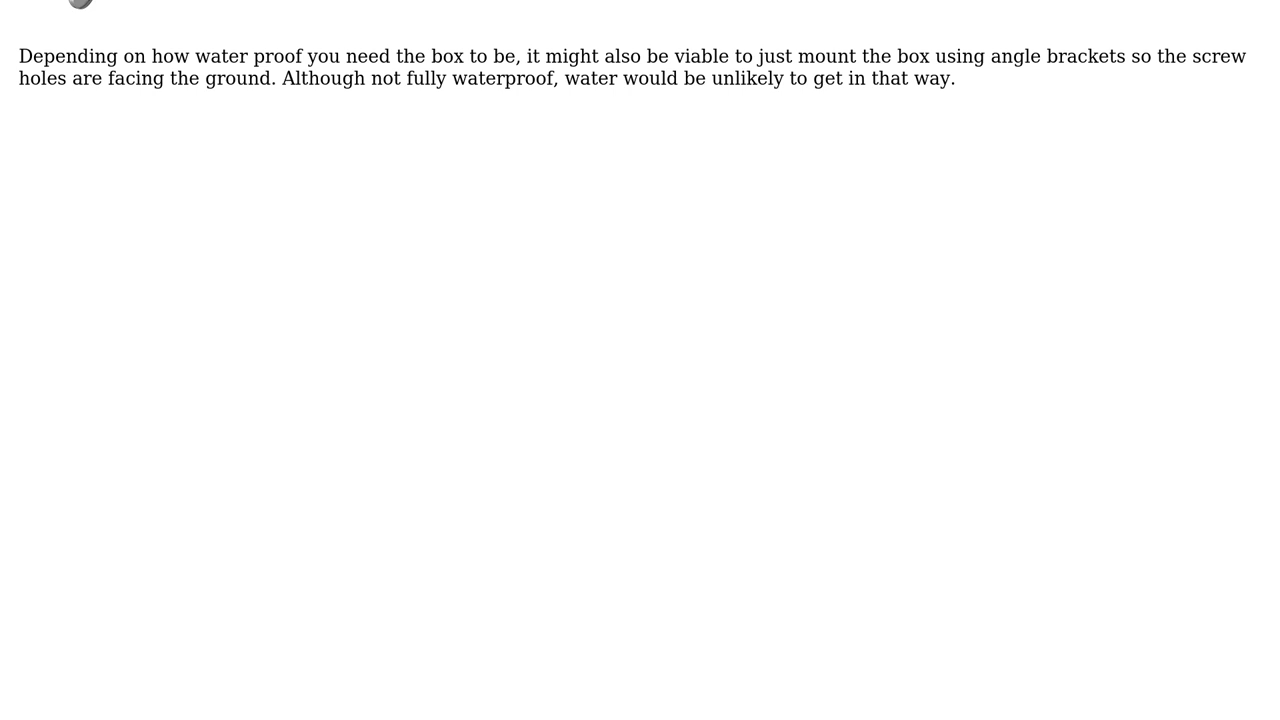 Depending on how water proof you need the box to be, it might also be viable to just mount the box using angle brackets so the screw
holes are facing the ground. Although not fully waterproof, water would be unlikely to get in that way.